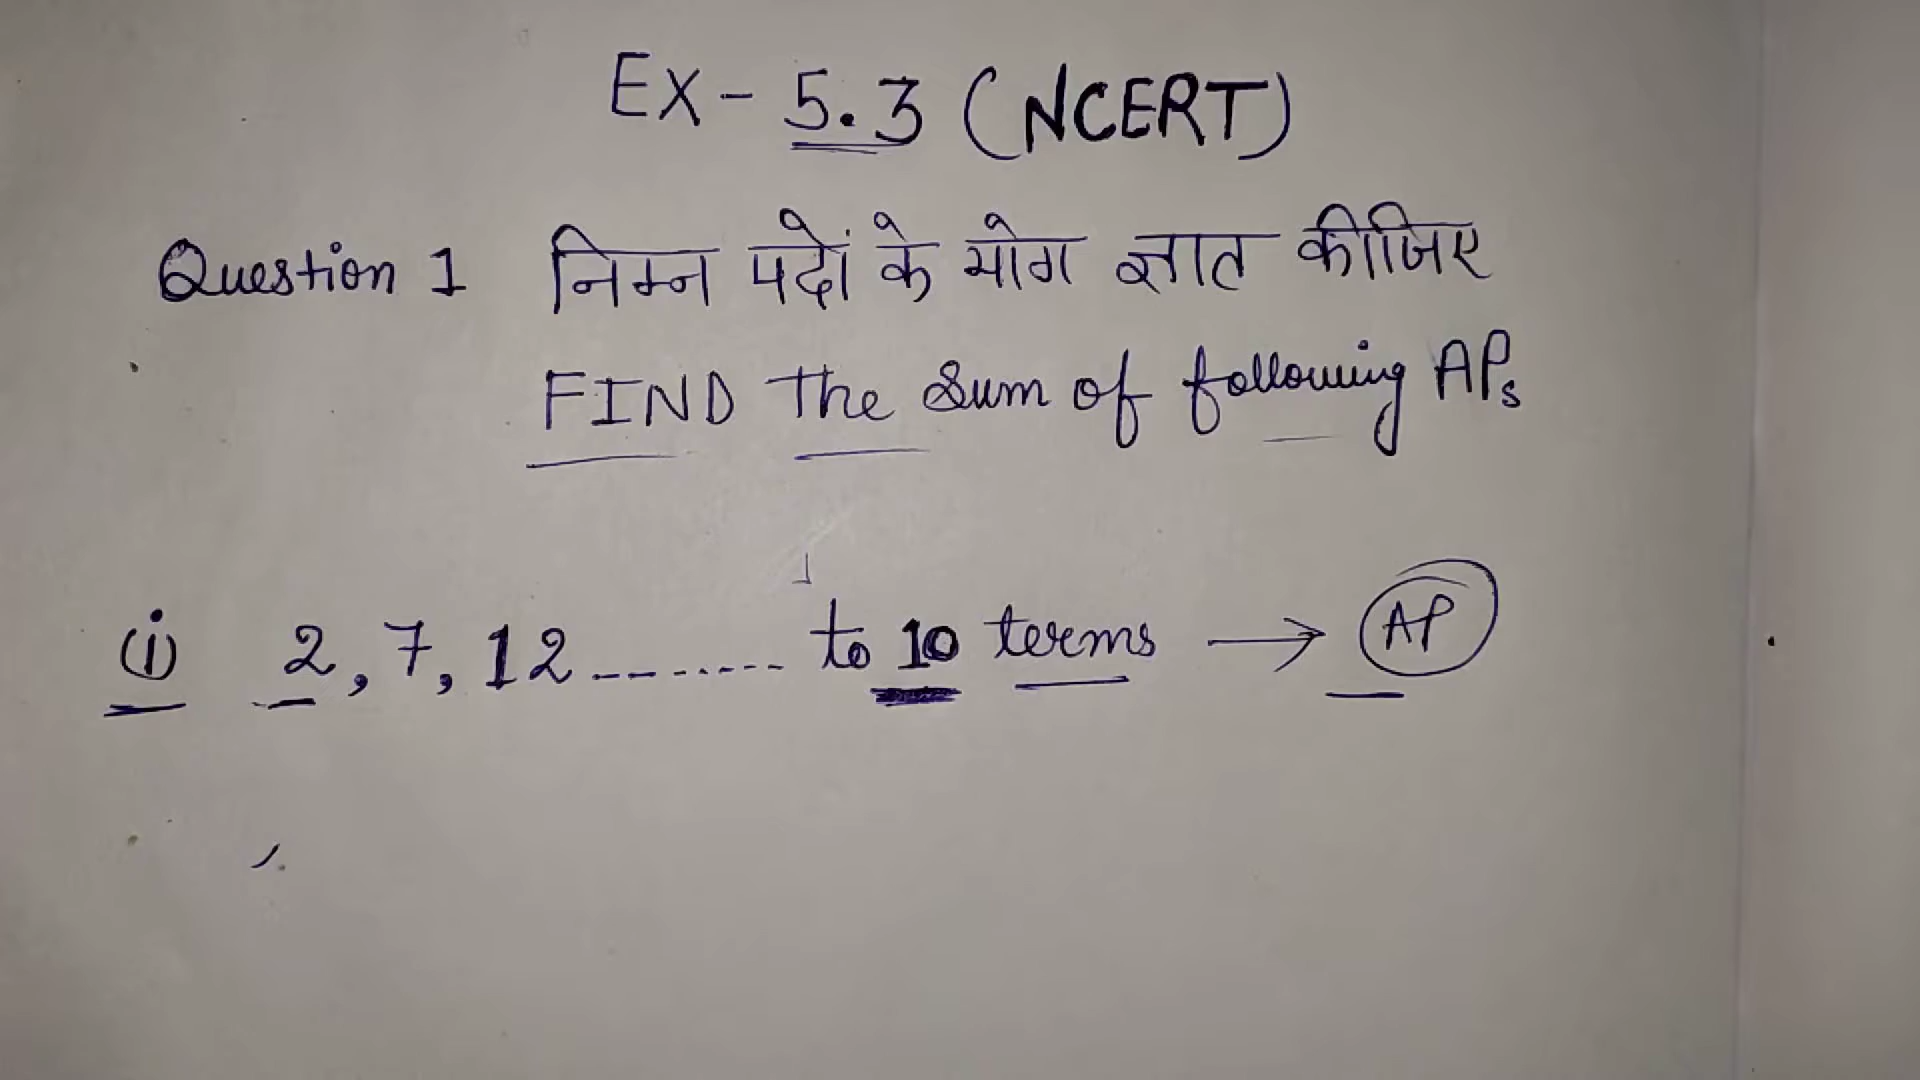 EX - 5.3 (NCERT)
Question 1 निम्न पदों के योग ज्ञात कीजिए
FIND the Sum of following APs
(i) 2, 7, 12 ........ to 10 terms → AP